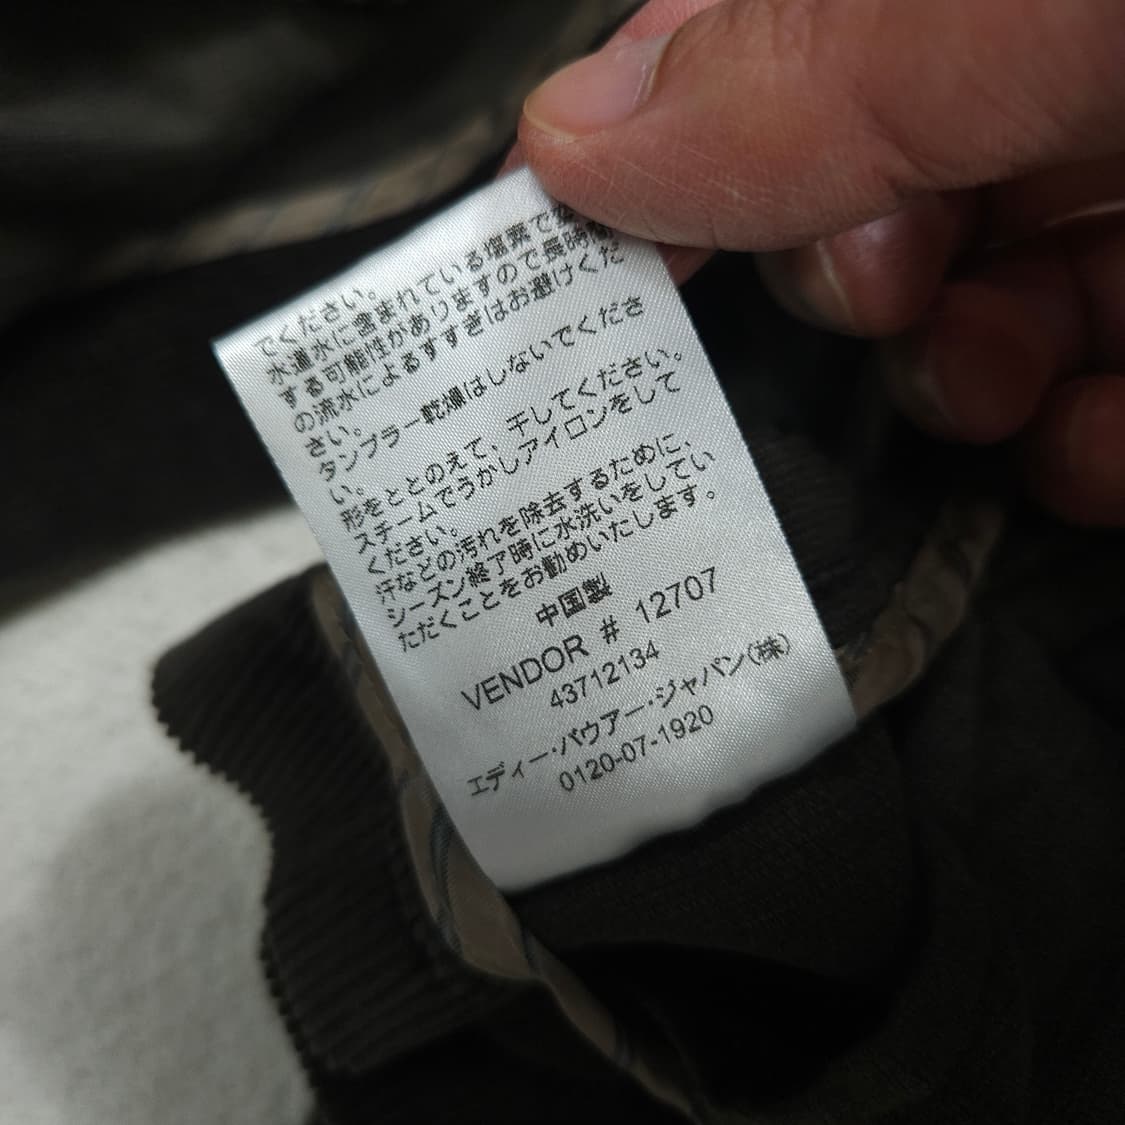 でください。
水道水に含まれている塩素で変
する可能性がありますので長時間
の流水によるすすぎはお避けくだ
さい。
タンブラー乾燥はしないでくださ
い。
形をととのえて、干してください。
スチームでうかしアイロンをして
ください。
汗などの汚れを除去するために、
シーズン終了時に水洗いをしてい
ただくことをお勧めいたします。
中国製
VENDOR # 12707
43712134
エディー・バウアー・ジャパン(株)
0120-07-1920